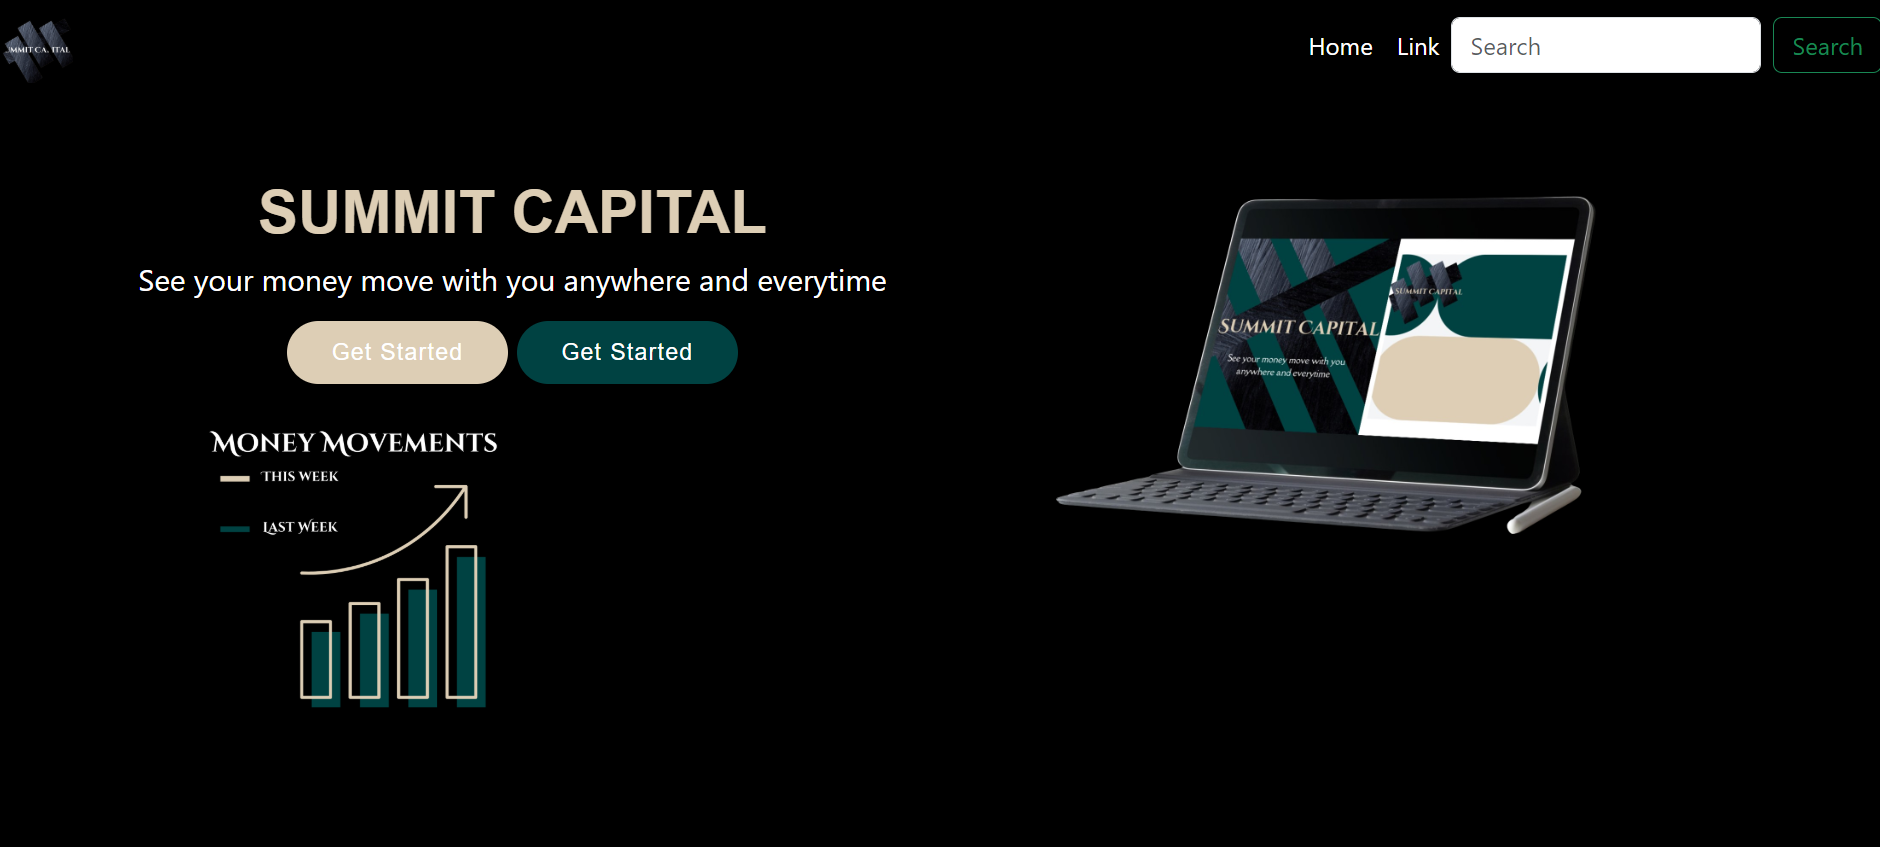 Home Link Search Search
SUMMIT CAPITAL
See your money move with you anywhere and everytime
Get Started Get Started
MONEY MOVEMENTS
THIS WEEK
LAST WEEK
SUMMIT CAPITAL
See your money move with you
anywhere and everytime
SUMMIT CAPITAL